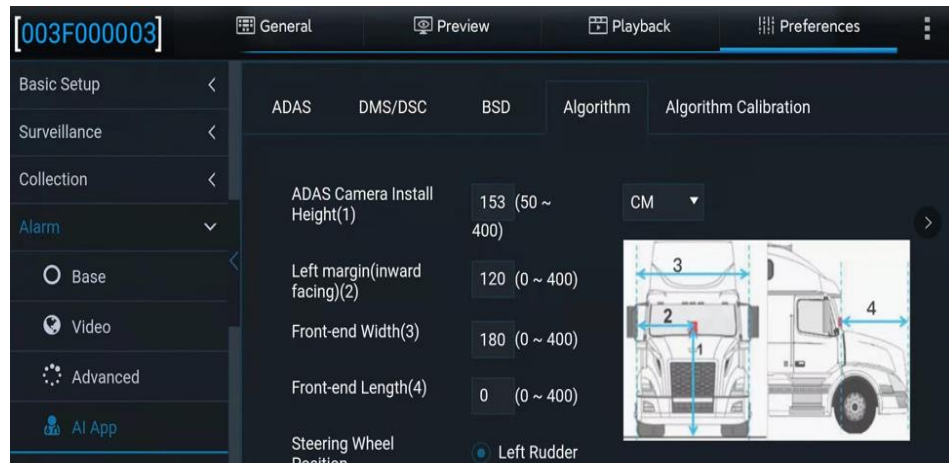 [003F000003]
General
Preview
Playback
Preferences
Basic Setup
Surveillance
Collection
Alarm
Base
Video
Advanced
AI App
ADAS
DMS/DSC
BSD
Algorithm
Algorithm Calibration
ADAS Camera Install
Height(1)
153 (50 ~
400)
CM
Left margin(inward
facing)(2)
120 (0 ~ 400)
Front-end Width(3)
180 (0 ~ 400)
Front-end Length(4)
0 (0 ~ 400)
Steering Wheel
Position
Left Rudder
3
2
1
4